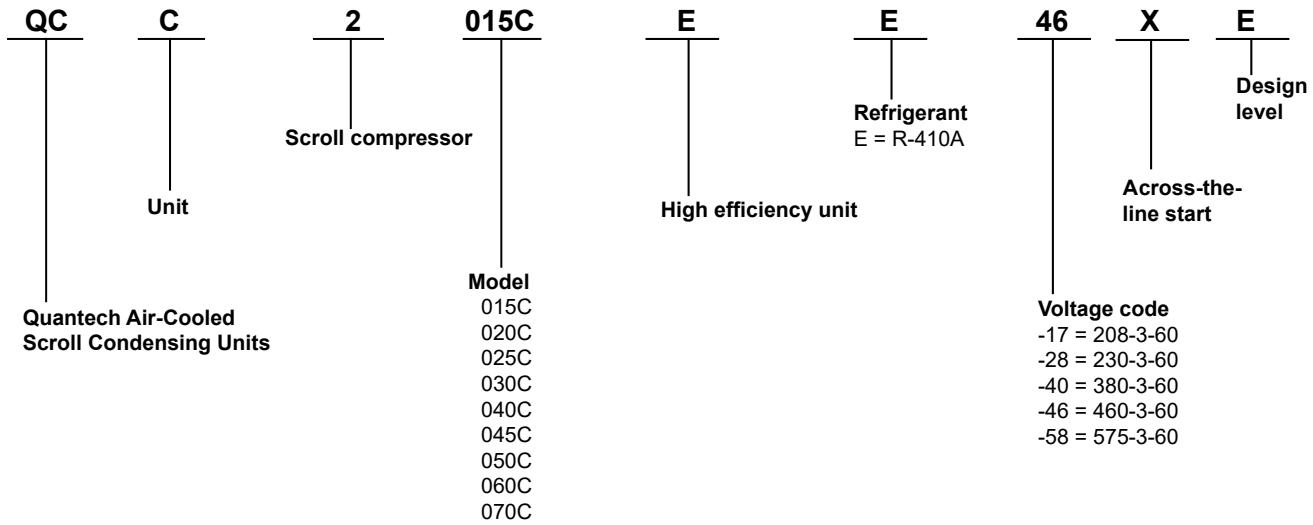 QC C 2 015C E E 46 X E
Design
level
Refrigerant
E = R-410A
Scroll compressor
Across-the-
line start
Unit
High efficiency unit
Model
015C
020C
025C
030C
040C
045C
050C
060C
070C
Quantech Air-Cooled
Scroll Condensing Units
Voltage code
-17 = 208-3-60
-28 = 230-3-60
-40 = 380-3-60
-46 = 460-3-60
-58 = 575-3-60